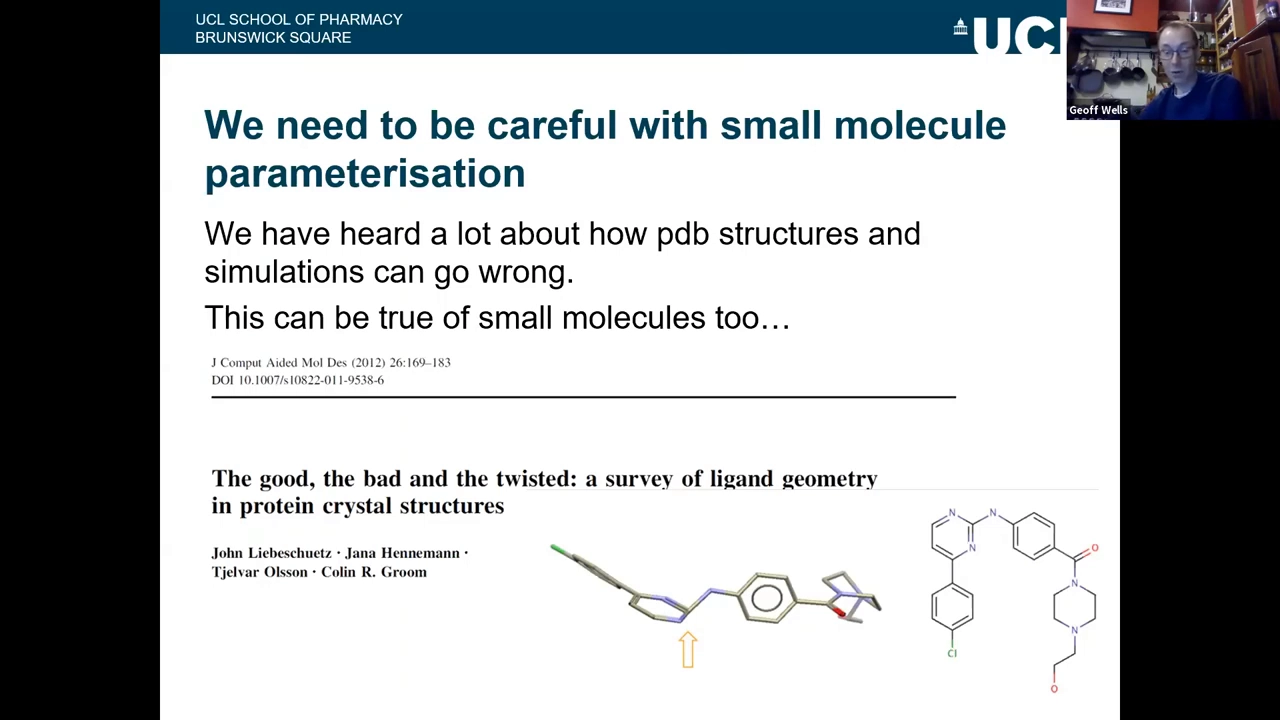 UCL SCHOOL OF PHARMACY
BRUNSWICK SQUARE
UCL
Geoff Wells
We need to be careful with small molecule
parameterisation
We have heard a lot about how pdb structures and
simulations can go wrong.
This can be true of small molecules too…
J Comput Aided Mol Des (2012) 26:169–183
DOI 10.1007/s10822-011-9538-6
The good, the bad and the twisted: a survey of ligand geometry
in protein crystal structures
John Liebeschuetz · Jana Hennemann ·
Tjelvar Olsson · Colin R. Groom
N
N
N
O
N
N
Cl
O